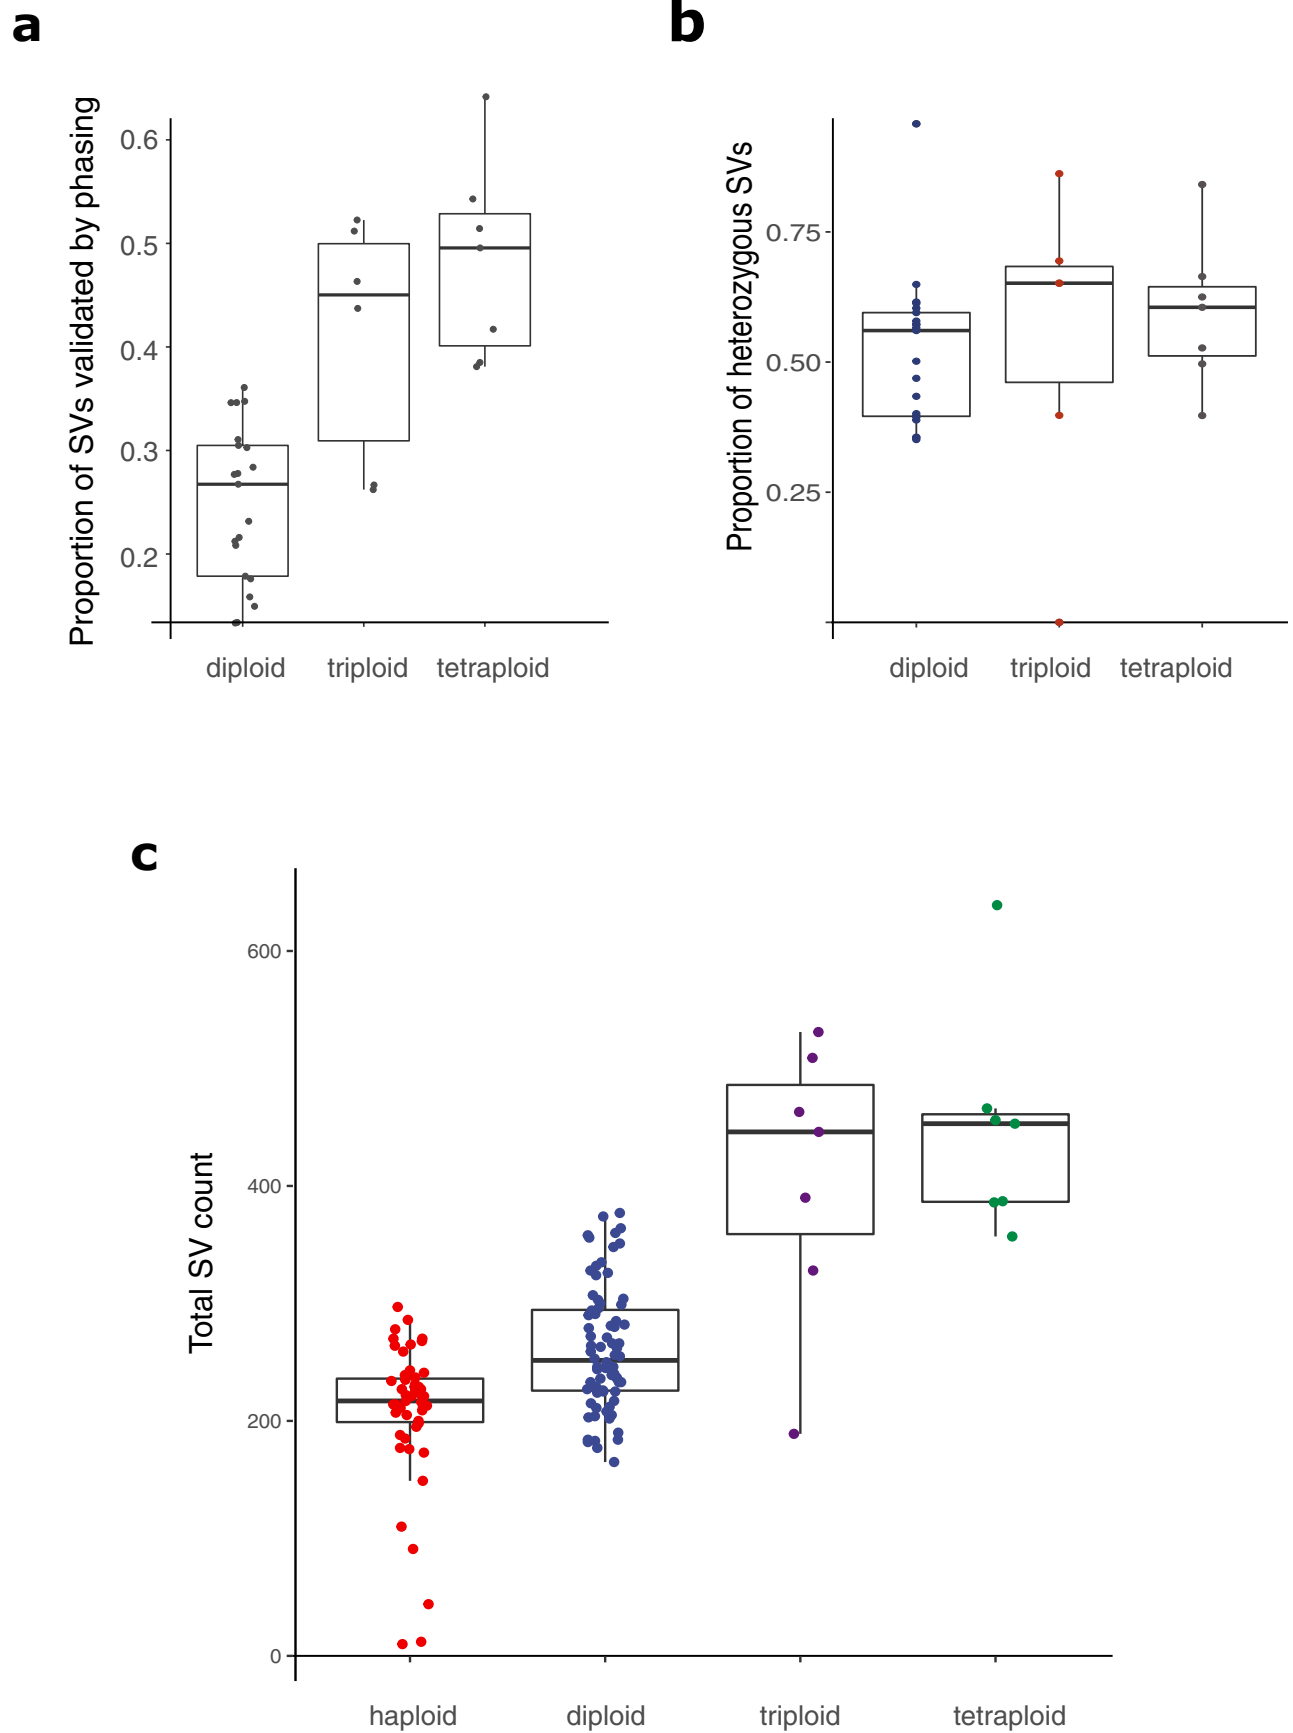 a
Proportion of SVs validated by phasing
0.6
0.5
0.4
0.3
0.2
diploid triploid tetraploid
b
Proportion of heterozygous SVs
0.75
0.50
0.25
diploid triploid tetraploid
c
Total SV count
600
400
200
0
haploid diploid triploid tetraploid